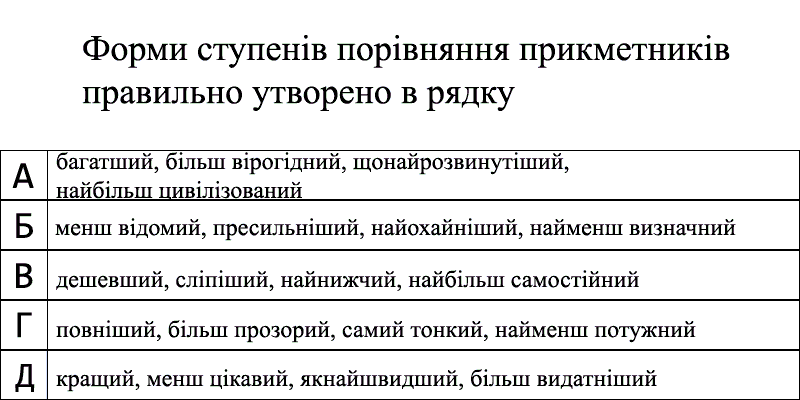 Форми ступенів порівняння прикметників
правильно утворено в рядку
А багатший, більш вірогідний, щонайрозвинутіший,
найбільш цивілізований
Б менш відомий, пресильніший, найохайніший, найменш визначний
В дешевший, сліпіший, найнижчий, найбільш самостійний
Г повніший, більш прозорий, самий тонкий, найменш потужний
Д кращий, менш цікавий, якнайшвидший, більш видатніший